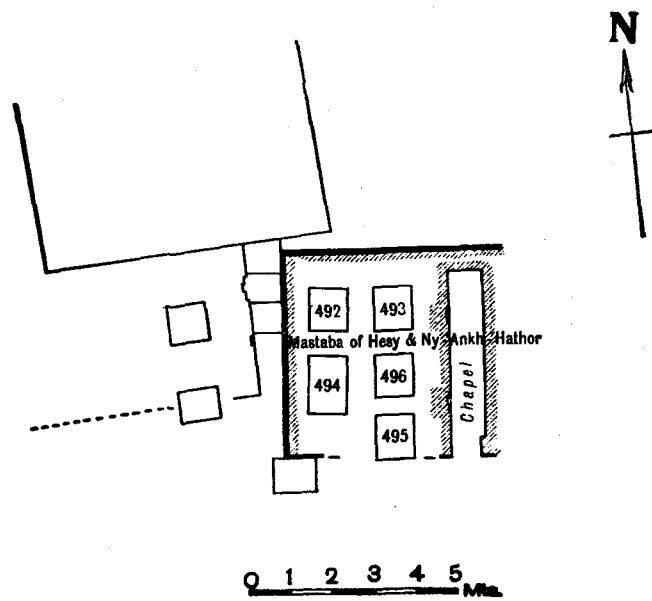 N
492 493
Mastaba of Hesy & Ny-Ankh-Hathor
494 496
Chapel
495
0 1 2 3 4 5 Mts.